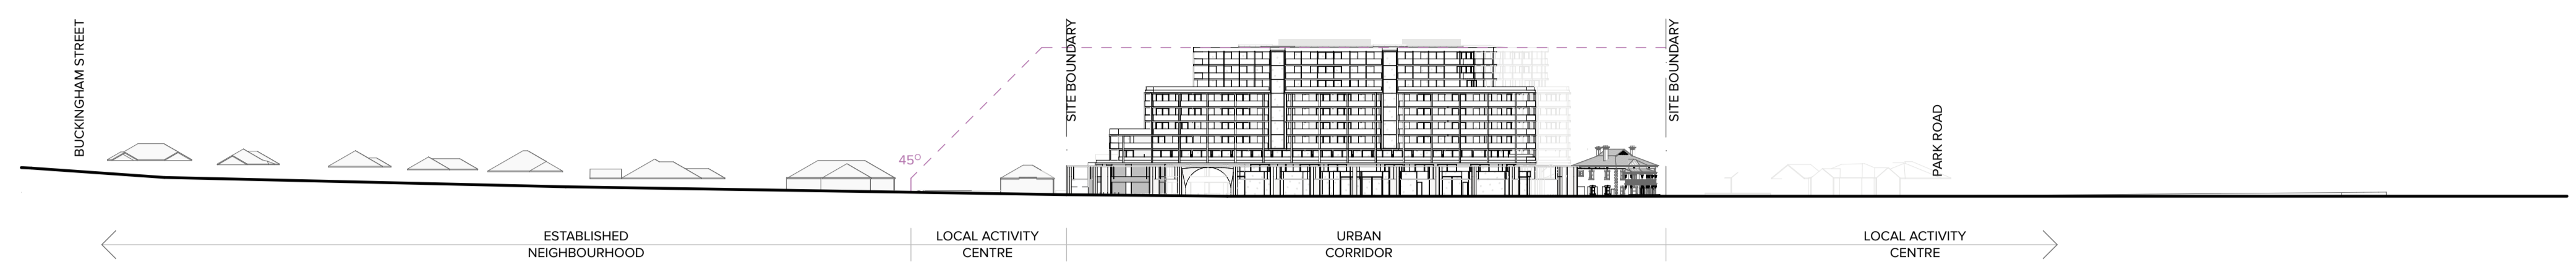 BUCKINGHAM STREET
SITE BOUNDARY
SITE BOUNDARY
PARK ROAD
45°
ESTABLISHED
NEIGHBOURHOOD
LOCAL ACTIVITY
CENTRE
URBAN
CORRIDOR
LOCAL ACTIVITY
CENTRE